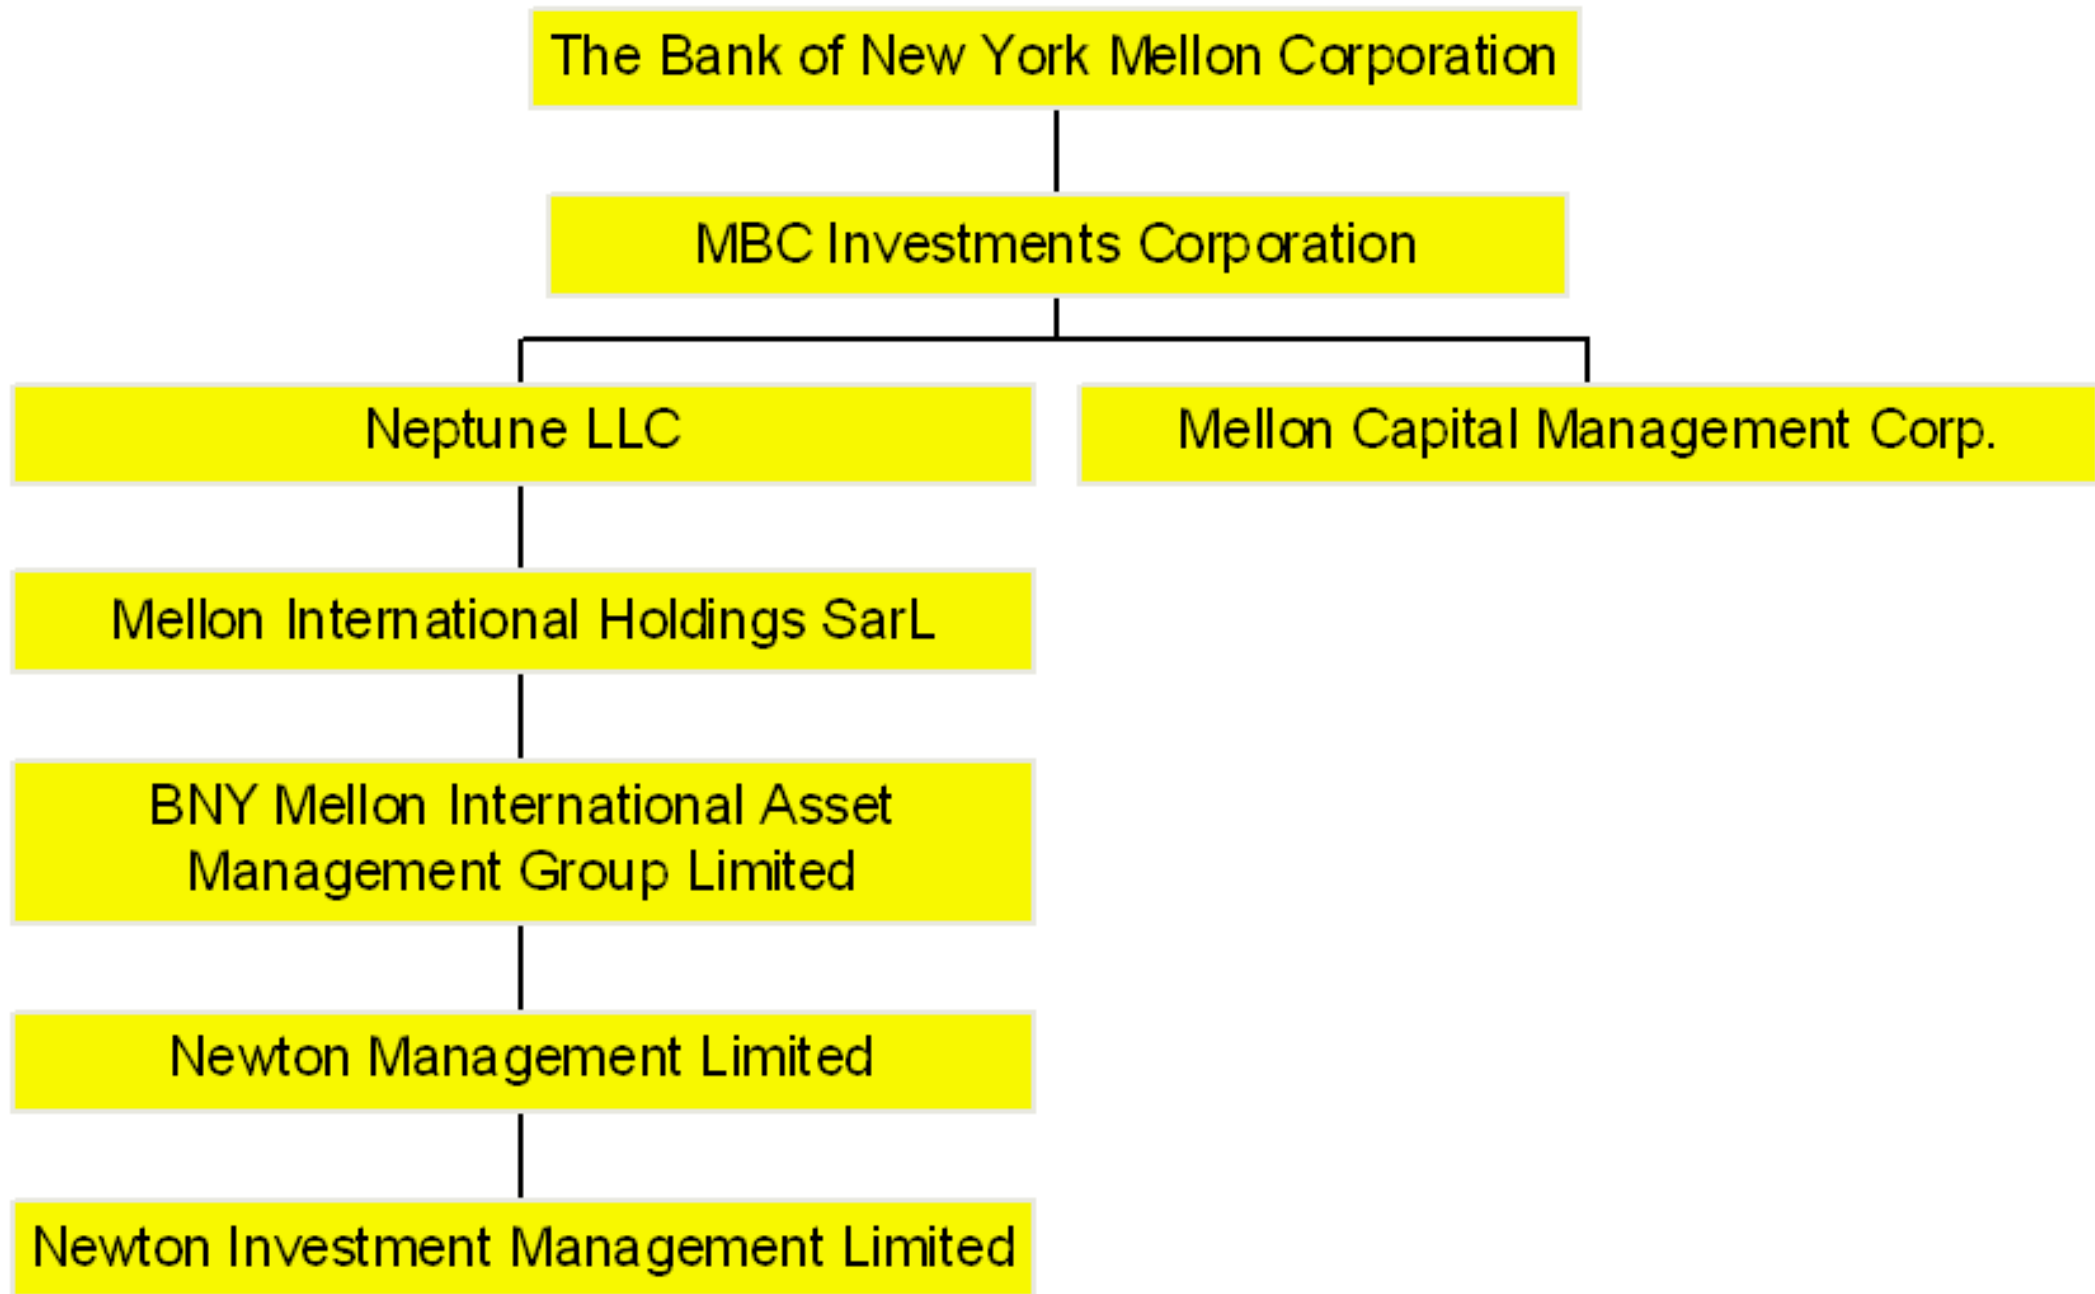 The Bank of New York Mellon Corporation
MBC Investments Corporation
Neptune LLC
Mellon Capital Management Corp.
Mellon International Holdings SarL
BNY Mellon International Asset
Management Group Limited
Newton Management Limited
Newton Investment Management Limited